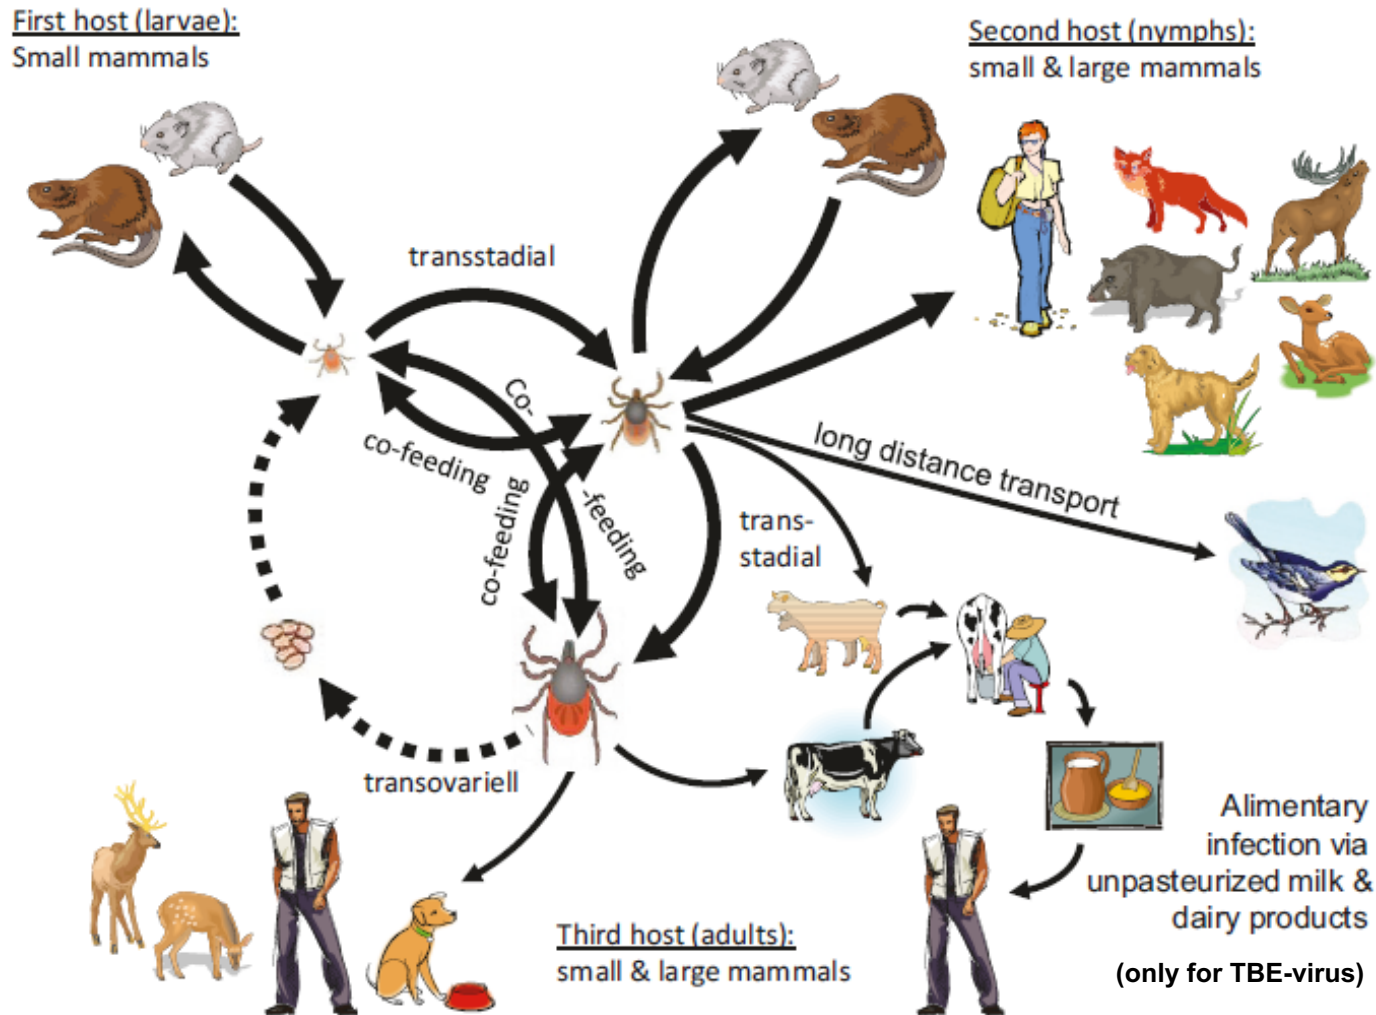 First host (larvae):
Small mammals
Second host (nymphs):
small & large mammals
transstadial
Co-
-feeding
co-feeding
co-feeding
long distance transport
trans-
stadial
transovariell
Third host (adults):
small & large mammals
Alimentary
infection via
unpasteurized milk &
dairy products
(only for TBE-virus)